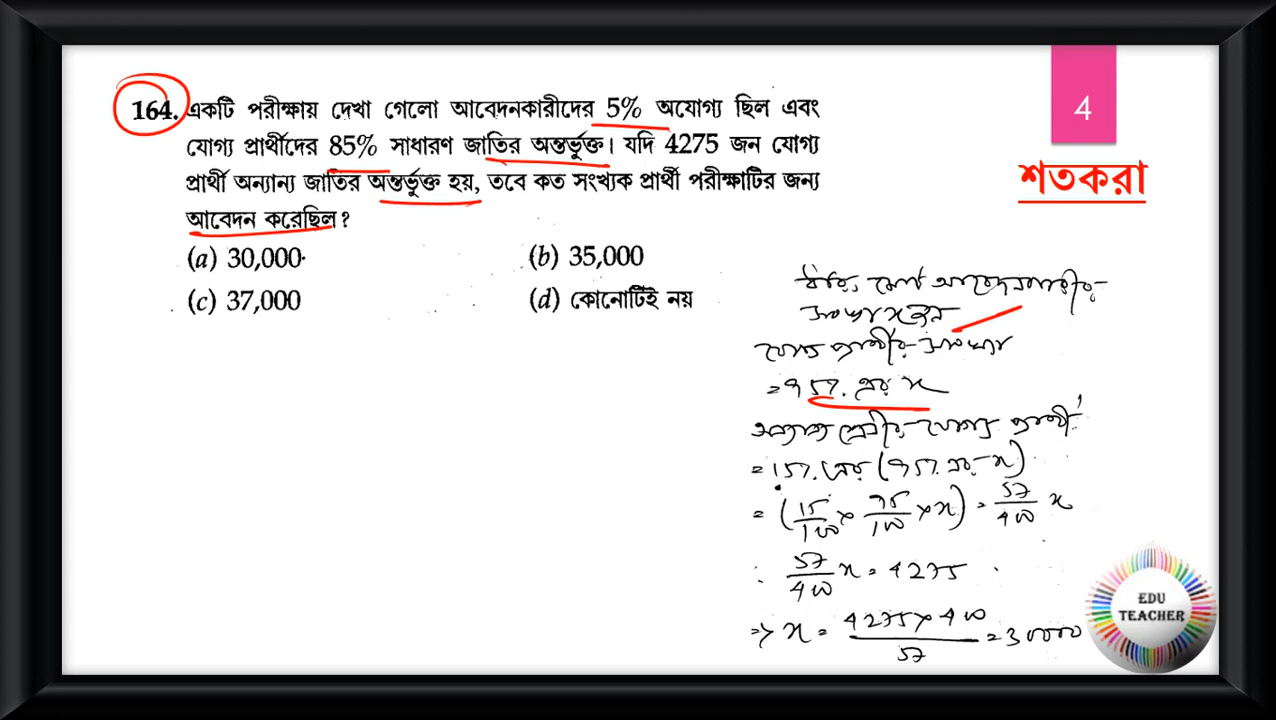 164. একটি পরীক্ষায় দেখা গেলো আবেদনকারীদের 5% অযোগ্য ছিল এবং
যোগ্য প্রার্থীদের 85% সাধারণ জাতির অন্তর্ভুক্ত। যদি 4275 জন যোগ্য
প্রার্থী অন্যান্য জাতির অন্তর্ভুক্ত হয়, তবে কত সংখ্যক প্রার্থী পরীক্ষাটির জন্য
আবেদন করেছিল?
(a) 30,000 (b) 35,000
(c) 37,000 (d) কোনোটিই নয়
4
শতকরা
ধরি, মোট আবেদনকারীর
সংখ্যা x জন
যোগ্য প্রার্থীর সংখ্যা
= 95% এর x
অন্যান্য শ্রেণীর যোগ্য প্রার্থী
= 15% এর (95% এর x)
= (15/100 × 95/100 × x) = 57/400 x
∴ 57/400 x = 4275
=> x = 4275 × 400 / 57 = 30000
EDU
TEACHER